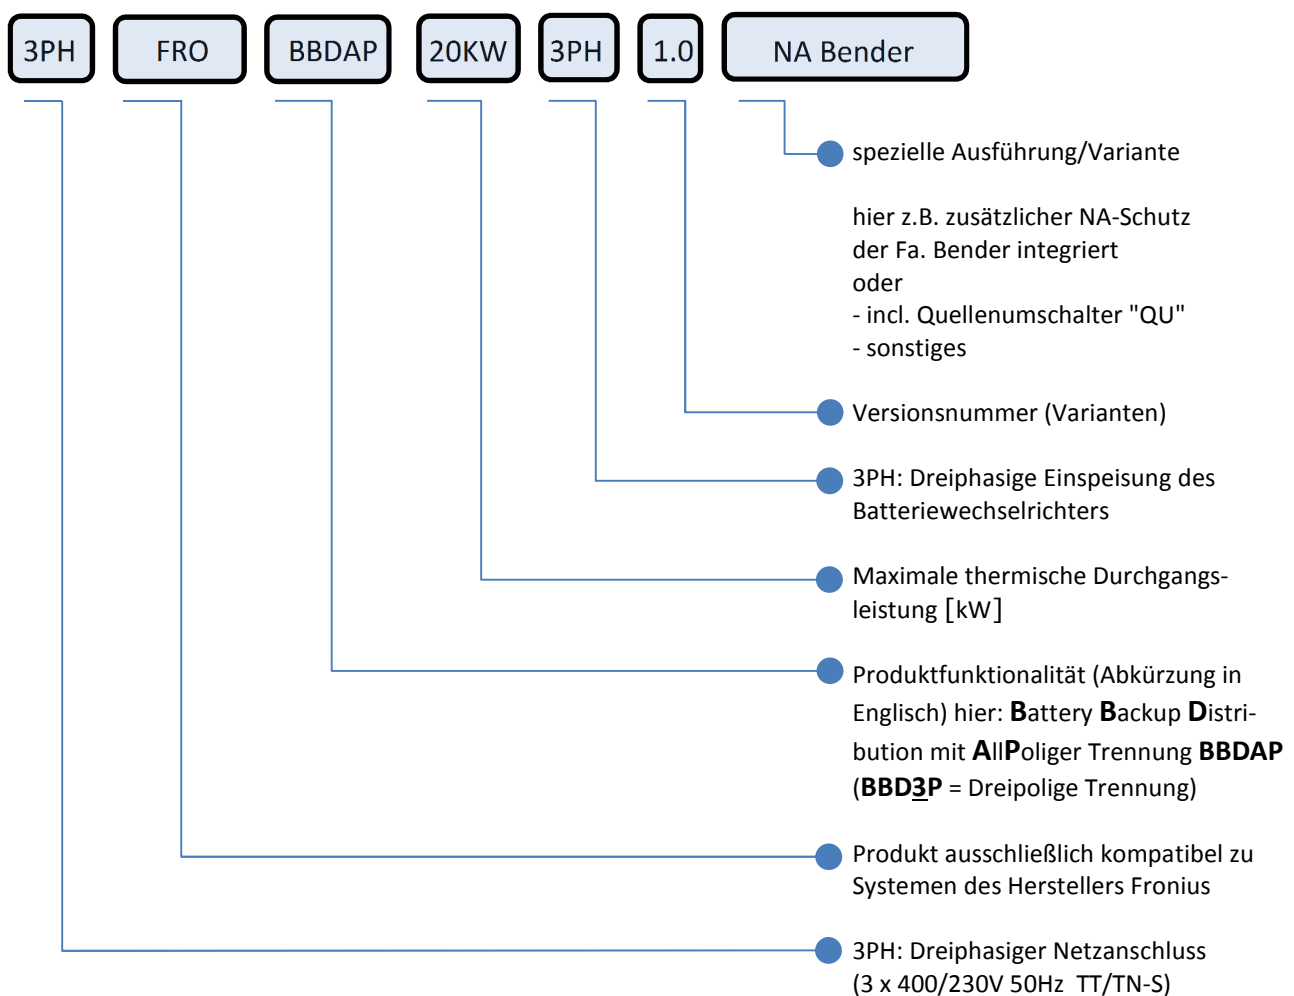 3PH FRO BBDAP 20KW 3PH 1.0 NA Bender
spezielle Ausführung/Variante
hier z.B. zusätzlicher NA-Schutz
der Fa. Bender integriert
oder
- incl. Quellenumschalter "QU"
- sonstiges
Versionsnummer (Varianten)
3PH: Dreiphasige Einspeisung des
Batteriewechselrichters
Maximale thermische Durchgangs-
leistung [kW]
Produktfunktionalität (Abkürzung in
Englisch) hier: Battery Backup Distri-
bution mit AllPoliger Trennung BBDAP
(BBD3P = Dreipolige Trennung)
Produkt ausschließlich kompatibel zu
Systemen des Herstellers Fronius
3PH: Dreiphasiger Netzanschluss
(3 x 400/230V 50Hz TT/TN-S)